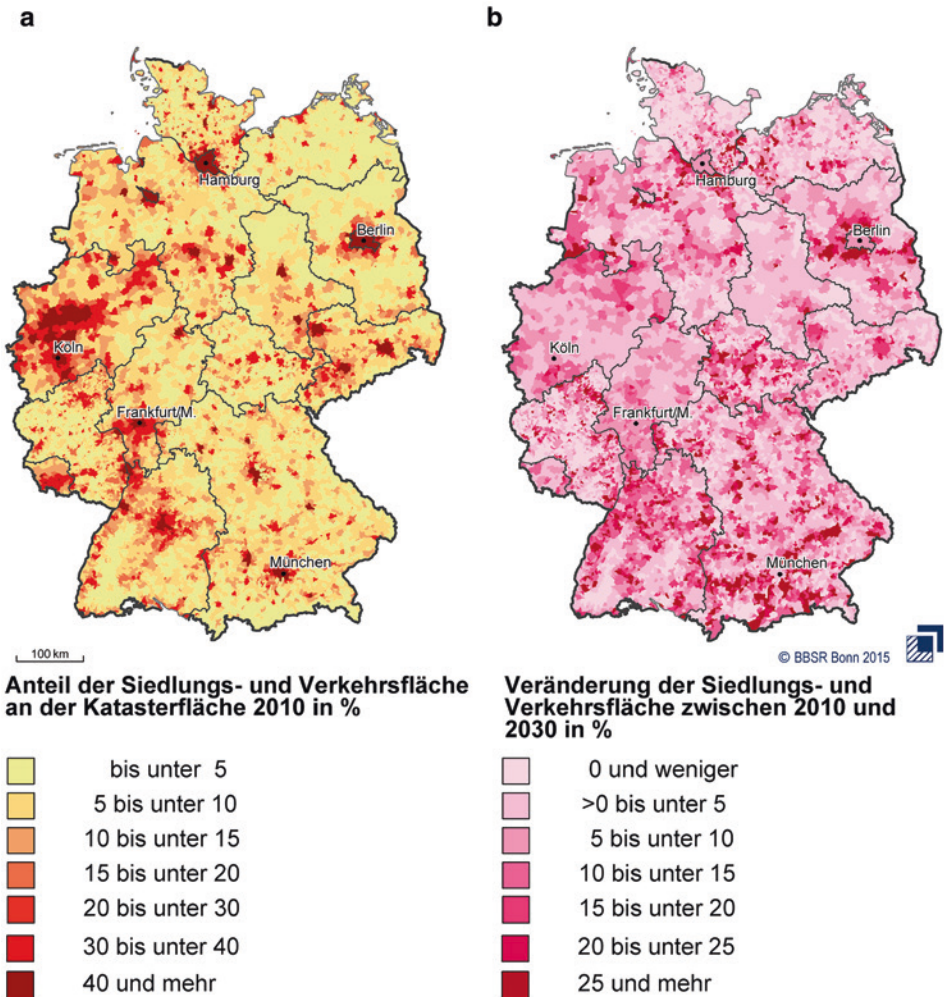 a
b
Hamburg
Berlin
Köln
Frankfurt/M.
München
100 km
Hamburg
Berlin
Köln
Frankfurt/M.
München
© BBSR Bonn 2015
Anteil der Siedlungs- und Verkehrsfläche
an der Katasterfläche 2010 in %
bis unter 5
5 bis unter 10
10 bis unter 15
15 bis unter 20
20 bis unter 30
30 bis unter 40
40 und mehr
Veränderung der Siedlungs- und
Verkehrsfläche zwischen 2010 und
2030 in %
0 und weniger
>0 bis unter 5
5 bis unter 10
10 bis unter 15
15 bis unter 20
20 bis unter 25
25 und mehr